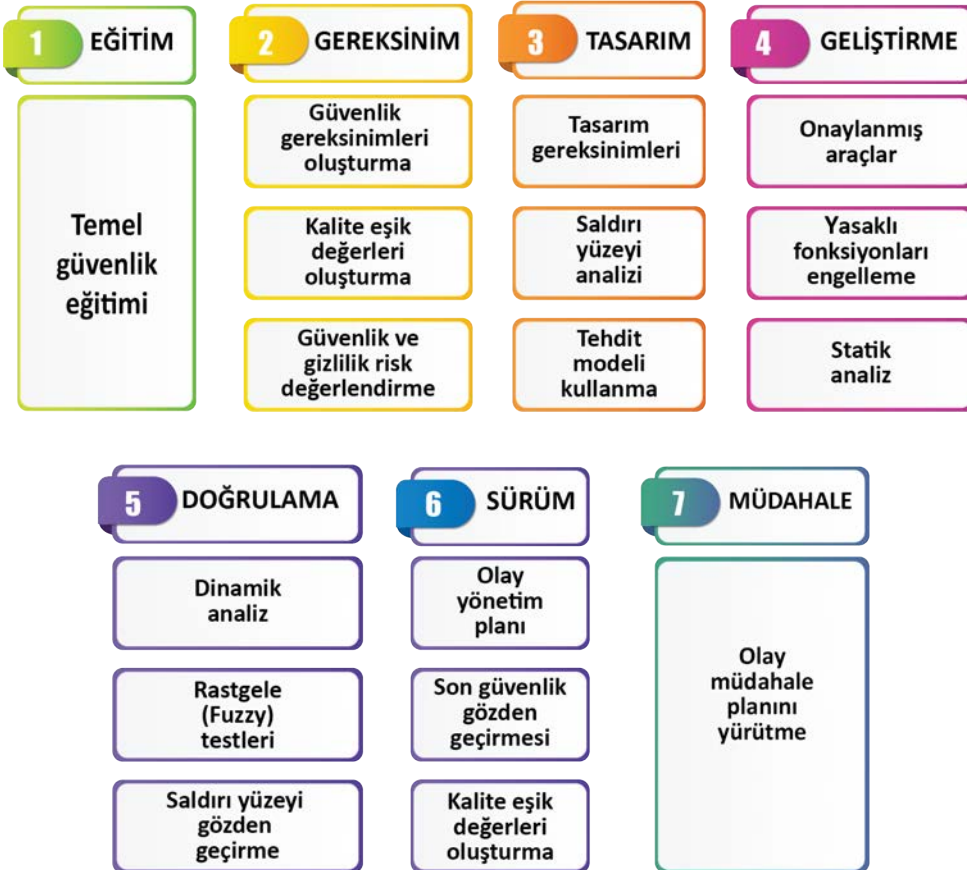 1 EĞİTİM
Temel
güvenlik
eğitimi
2 GEREKSİNİM
Güvenlik
gereksinimleri
oluşturma
Kalite eşik
değerleri
oluşturma
Güvenlik ve
gizlilik risk
değerlendirme
3 TASARIM
Tasarım
gereksinimleri
Saldırı
yüzeyi
analizi
Tehdit
modeli
kullanma
4 GELİŞTİRME
Onaylanmış
araçlar
Yasaklı
fonksiyonları
engelleme
Statik
analiz
5 DOĞRULAMA
Dinamik
analiz
Rastgele
(Fuzzy)
testleri
Saldırı yüzeyi
gözden
geçirme
6 SÜRÜM
Olay
yönetim
planı
Son güvenlik
gözden
geçirmesi
Kalite eşik
değerleri
oluşturma
7 MÜDAHALE
Olay
müdahale
planını
yürütme